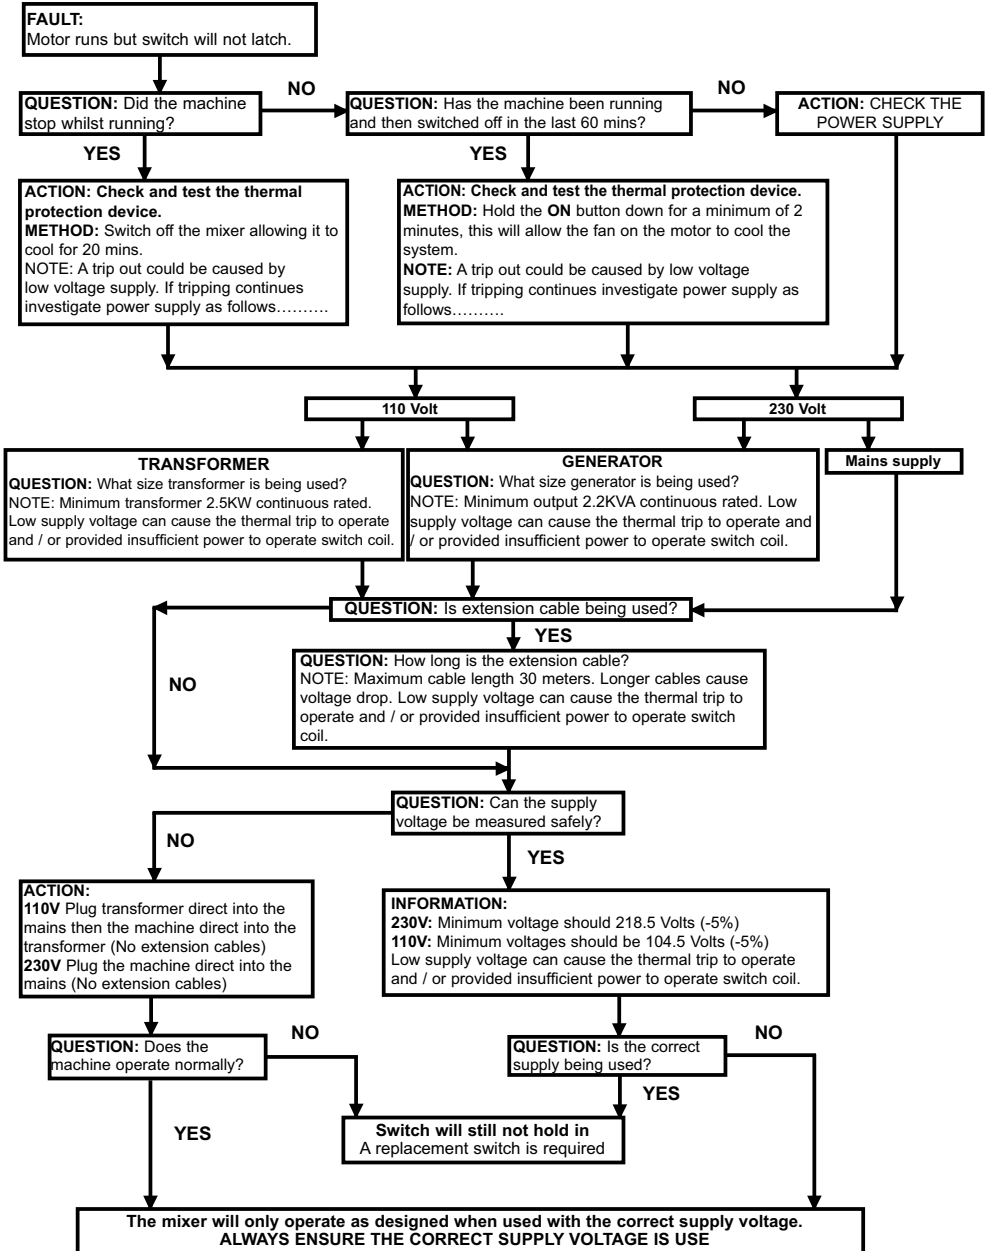 FAULT:
Motor runs but switch will not latch.
QUESTION: Did the machine
stop whilst running?
NO
QUESTION: Has the machine been running
and then switched off in the last 60 mins?
NO
ACTION: CHECK THE
POWER SUPPLY
YES
YES
ACTION: Check and test the thermal
protection device.
METHOD: Switch off the mixer allowing it to
cool for 20 mins.
NOTE: A trip out could be caused by
low voltage supply. If tripping continues
investigate power supply as follows..........
ACTION: Check and test the thermal protection device.
METHOD: Hold the ON button down for a minimum of 2
minutes, this will allow the fan on the motor to cool the
system.
NOTE: A trip out could be caused by low voltage
supply. If tripping continues investigate power supply as
follows..........
110 Volt
230 Volt
TRANSFORMER
QUESTION: What size transformer is being used?
NOTE: Minimum transformer 2.5KW continuous rated.
Low supply voltage can cause the thermal trip to operate
and / or provided insufficient power to operate switch coil.
GENERATOR
QUESTION: What size generator is being used?
NOTE: Minimum output 2.2KVA continuous rated. Low
supply voltage can cause the thermal trip to operate and
/ or provided insufficient power to operate switch coil.
Mains supply
QUESTION: Is extension cable being used?
YES
NO
QUESTION: How long is the extension cable?
NOTE: Maximum cable length 30 meters. Longer cables cause
voltage drop. Low supply voltage can cause the thermal trip to
operate and / or provided insufficient power to operate switch
coil.
QUESTION: Can the supply
voltage be measured safely?
NO
YES
ACTION:
110V Plug transformer direct into the
mains then the machine direct into the
transformer (No extension cables)
230V Plug the machine direct into the
mains (No extension cables)
INFORMATION:
230V: Minimum voltage should 218.5 Volts (-5%)
110V: Minimum voltages should be 104.5 Volts (-5%)
Low supply voltage can cause the thermal trip to operate
and / or provided insufficient power to operate switch coil.
QUESTION: Does the
machine operate normally?
NO
QUESTION: Is the correct
supply being used?
NO
YES
YES
Switch will still not hold in
A replacement switch is required
The mixer will only operate as designed when used with the correct supply voltage.
ALWAYS ENSURE THE CORRECT SUPPLY VOLTAGE IS USE